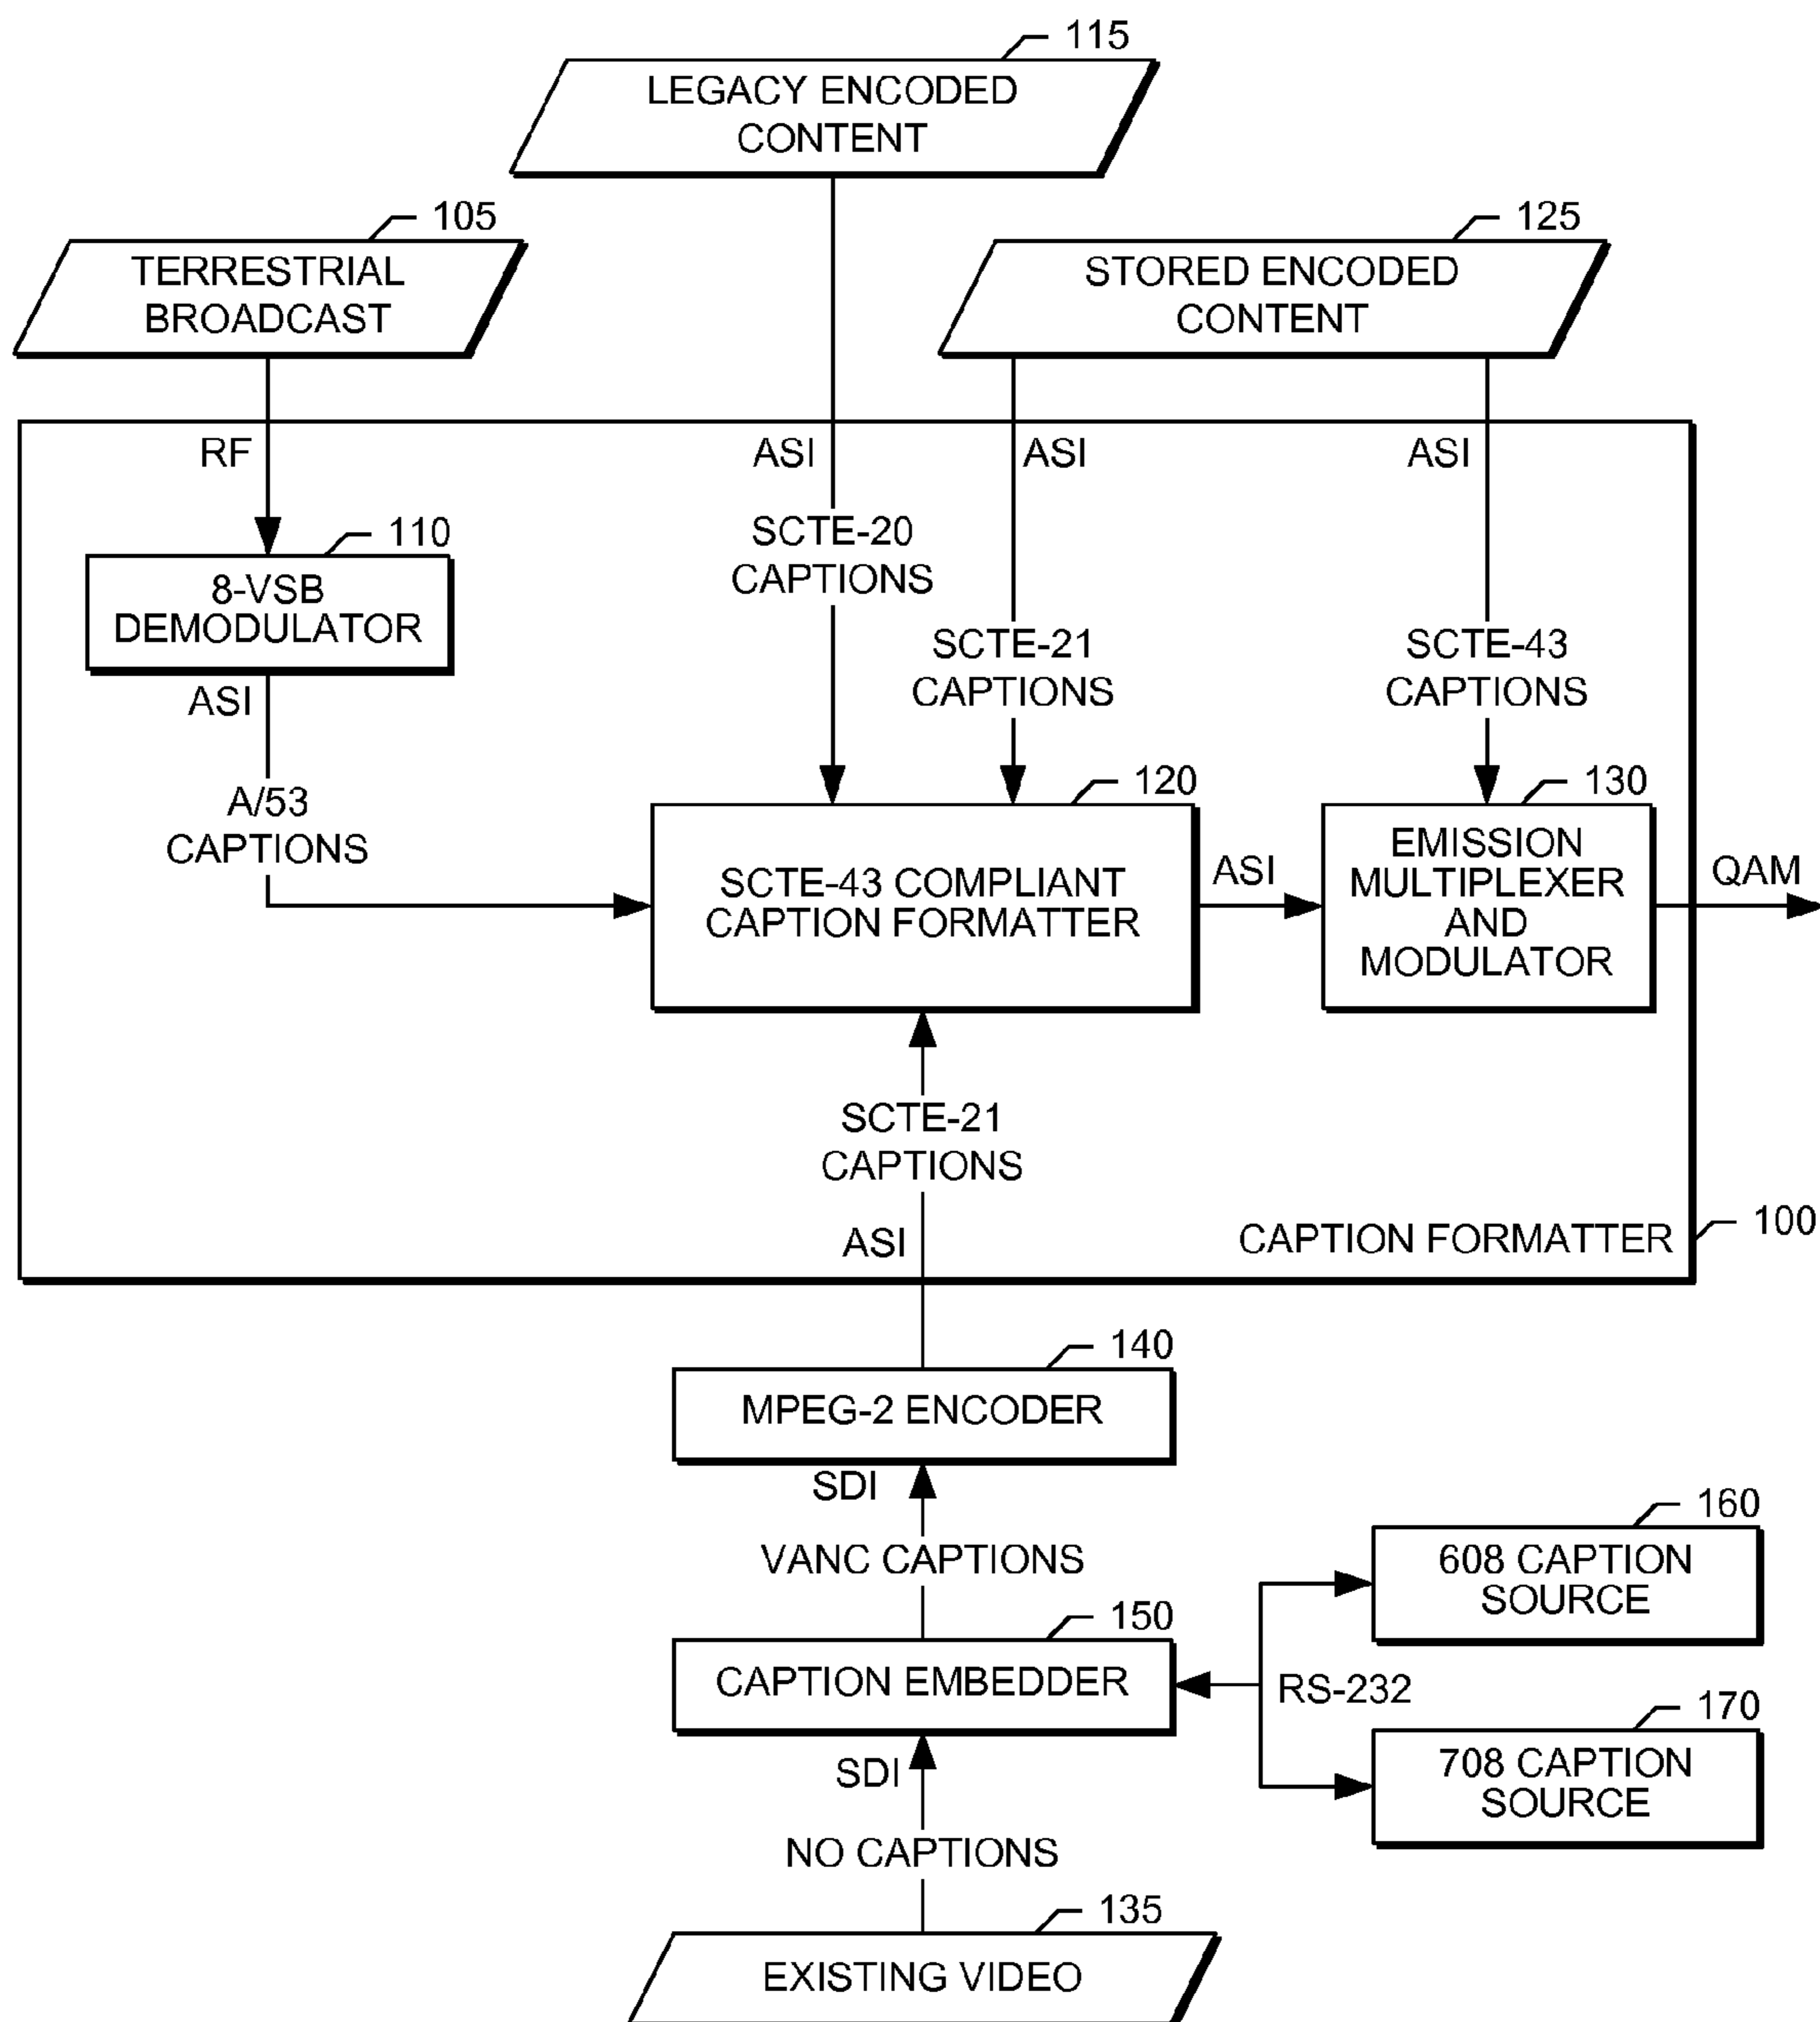 115
LEGACY ENCODED
CONTENT
105
TERRESTRIAL
BROADCAST
125
STORED ENCODED
CONTENT
RF
ASI
ASI
ASI
110
8-VSB
DEMODULATOR
ASI
SCTE-20
CAPTIONS
SCTE-21
CAPTIONS
SCTE-43
CAPTIONS
A/53
CAPTIONS
120
SCTE-43 COMPLIANT
CAPTION FORMATTER
ASI
130
EMISSION
MULTIPLEXER
AND
MODULATOR
QAM
SCTE-21
CAPTIONS
ASI
CAPTION FORMATTER
100
140
MPEG-2 ENCODER
SDI
VANC CAPTIONS
160
608 CAPTION
SOURCE
150
CAPTION EMBEDDER
RS-232
170
708 CAPTION
SOURCE
SDI
NO CAPTIONS
135
EXISTING VIDEO